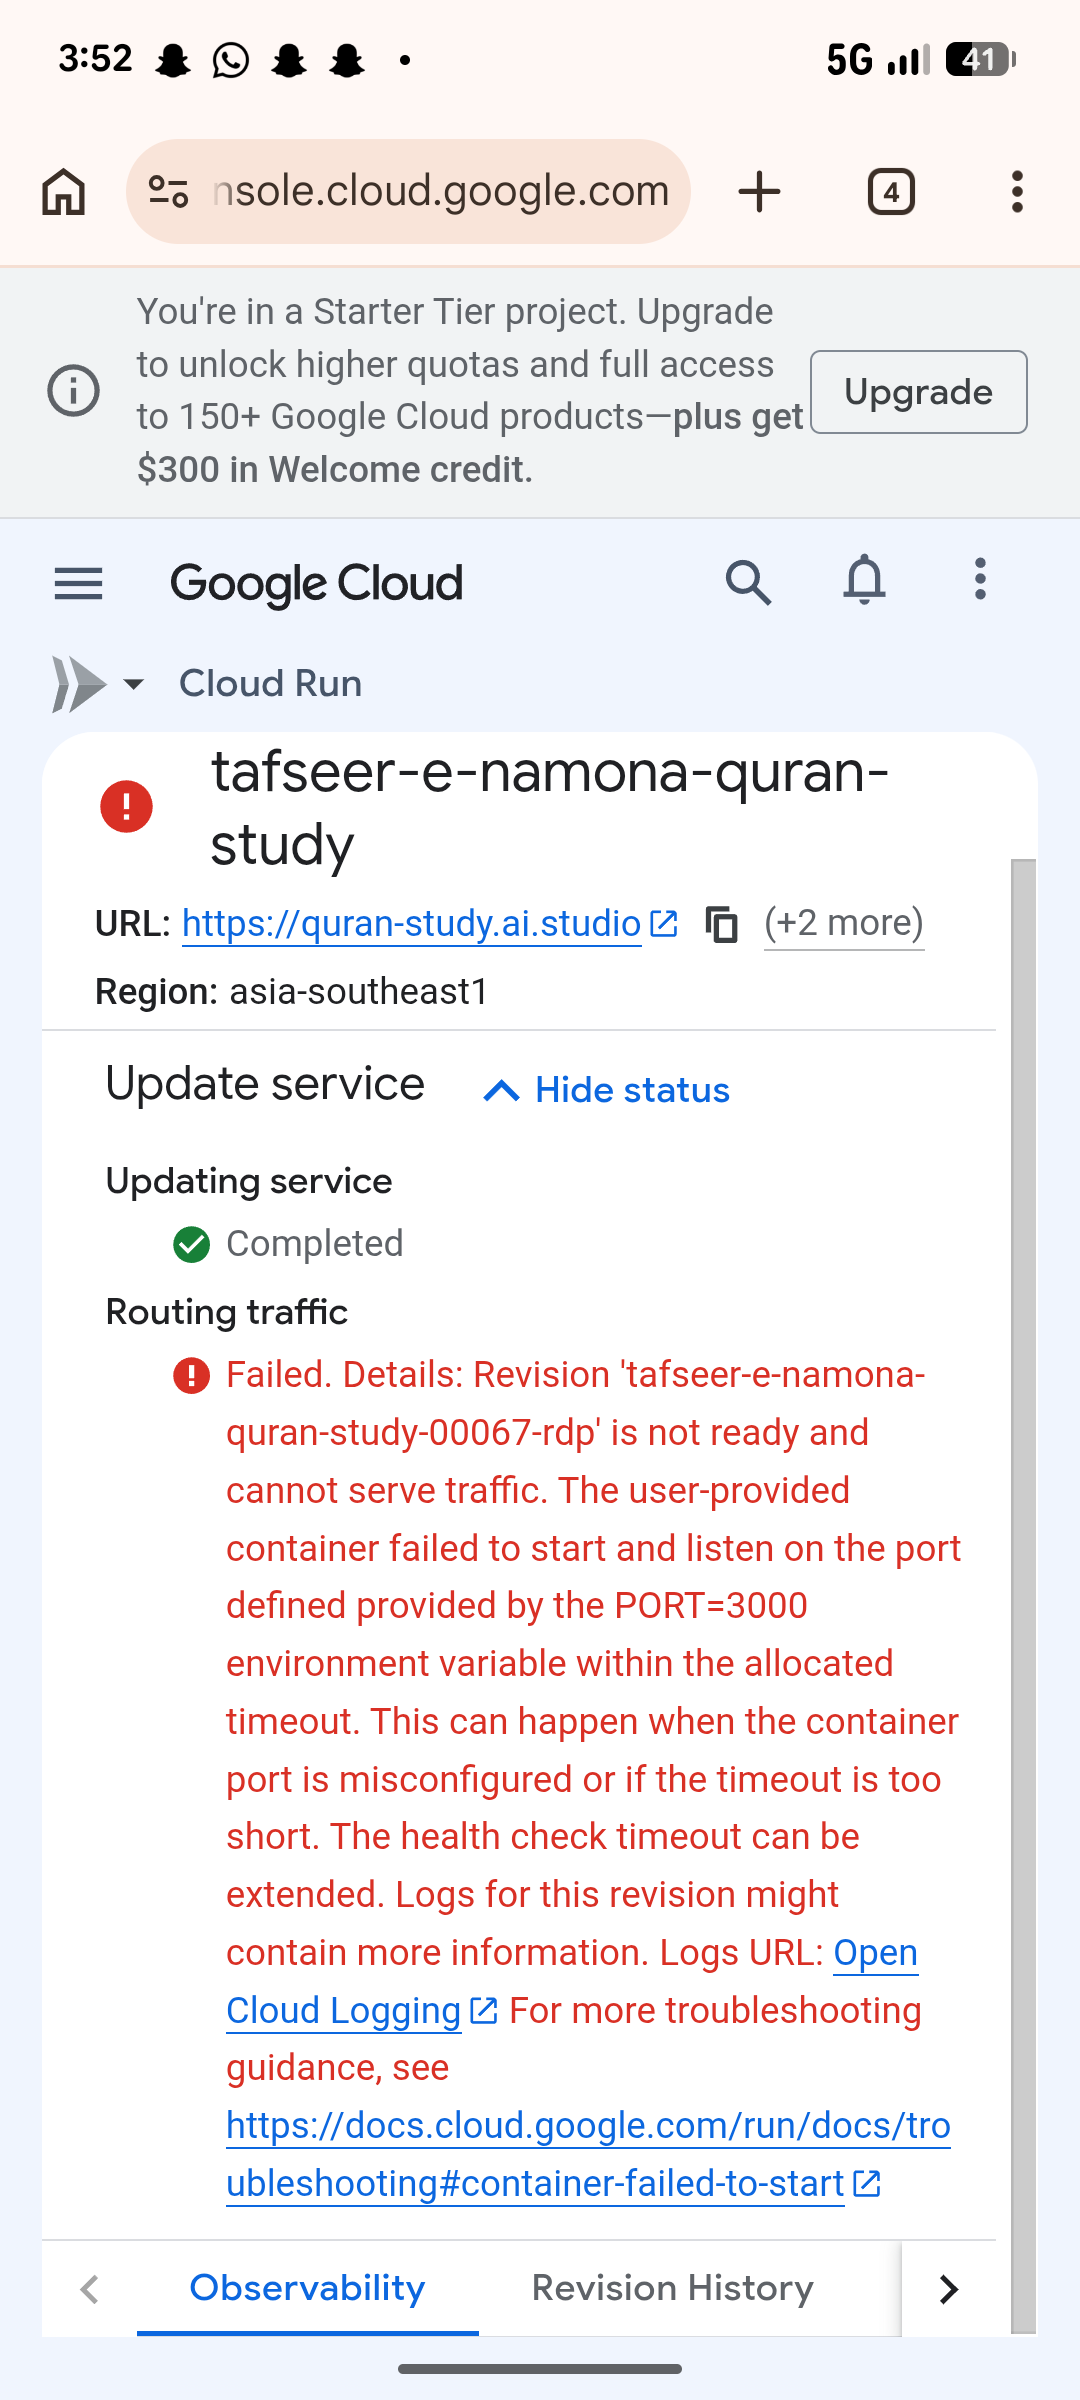 3:52
5G
41
nsole.cloud.google.com
4
You're in a Starter Tier project. Upgrade
to unlock higher quotas and full access
to 150+ Google Cloud products—plus get
$300 in Welcome credit.
Upgrade
Google Cloud
Cloud Run
tafseer-e-namona-quran-
study
URL: https://quran-study.ai.studio (+2 more)
Region: asia-southeast1
Update service
Hide status
Updating service
Completed
Routing traffic
Failed. Details: Revision 'tafseer-e-namona-
quran-study-00067-rdp' is not ready and
cannot serve traffic. The user-provided
container failed to start and listen on the port
defined provided by the PORT=3000
environment variable within the allocated
timeout. This can happen when the container
port is misconfigured or if the timeout is too
short. The health check timeout can be
extended. Logs for this revision might
contain more information. Logs URL: Open
Cloud Logging For more troubleshooting
guidance, see
https://docs.cloud.google.com/run/docs/tro
ubleshooting#container-failed-to-start
Observability
Revision History